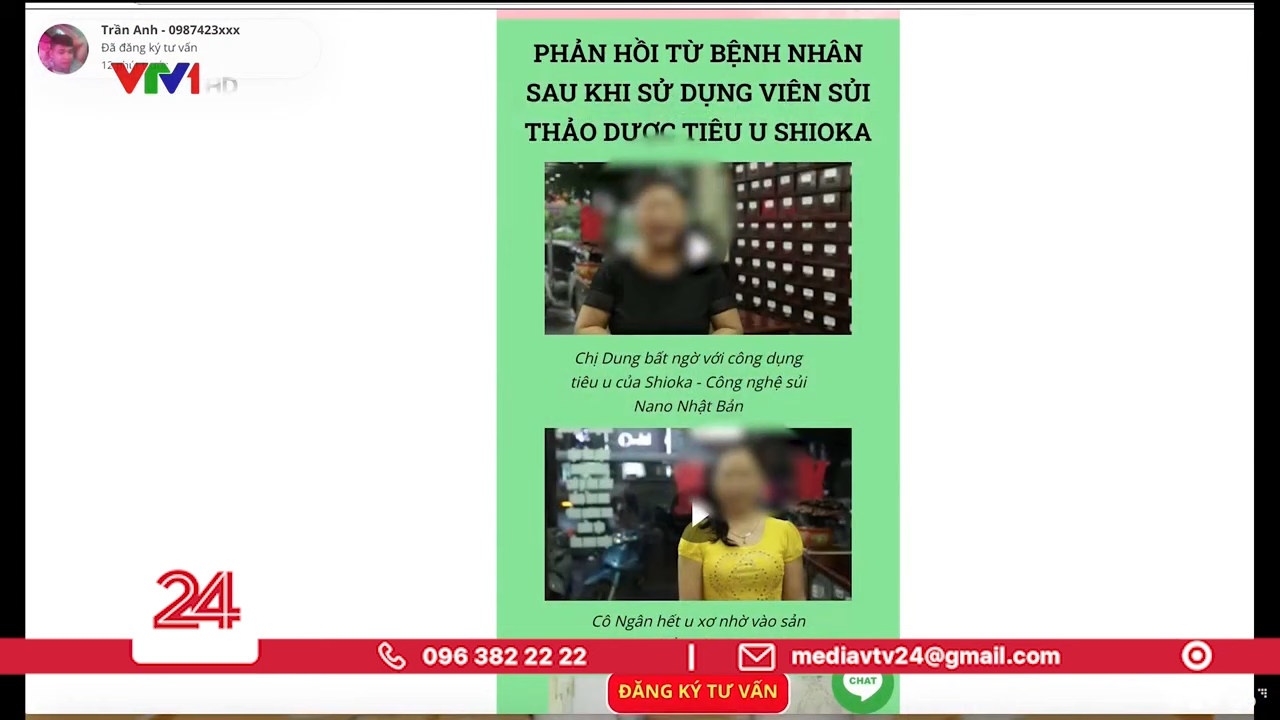 Trần Anh - 0987423xxx
Đã đăng ký tư vấn
VTV1 HD
PHẢN HỒI TỪ BỆNH NHÂN
SAU KHI SỬ DỤNG VIÊN SỦI
THẢO DƯỢC TIÊU U SHIOKA
Chị Dung bất ngờ với công dụng
tiêu u của Shioka - Công nghệ sủi
Nano Nhật Bản
Cô Ngân hết u xơ nhờ vào sản
24
096 382 22 22 | mediavtv24@gmail.com
ĐĂNG KÝ TƯ VẤN
CHAT